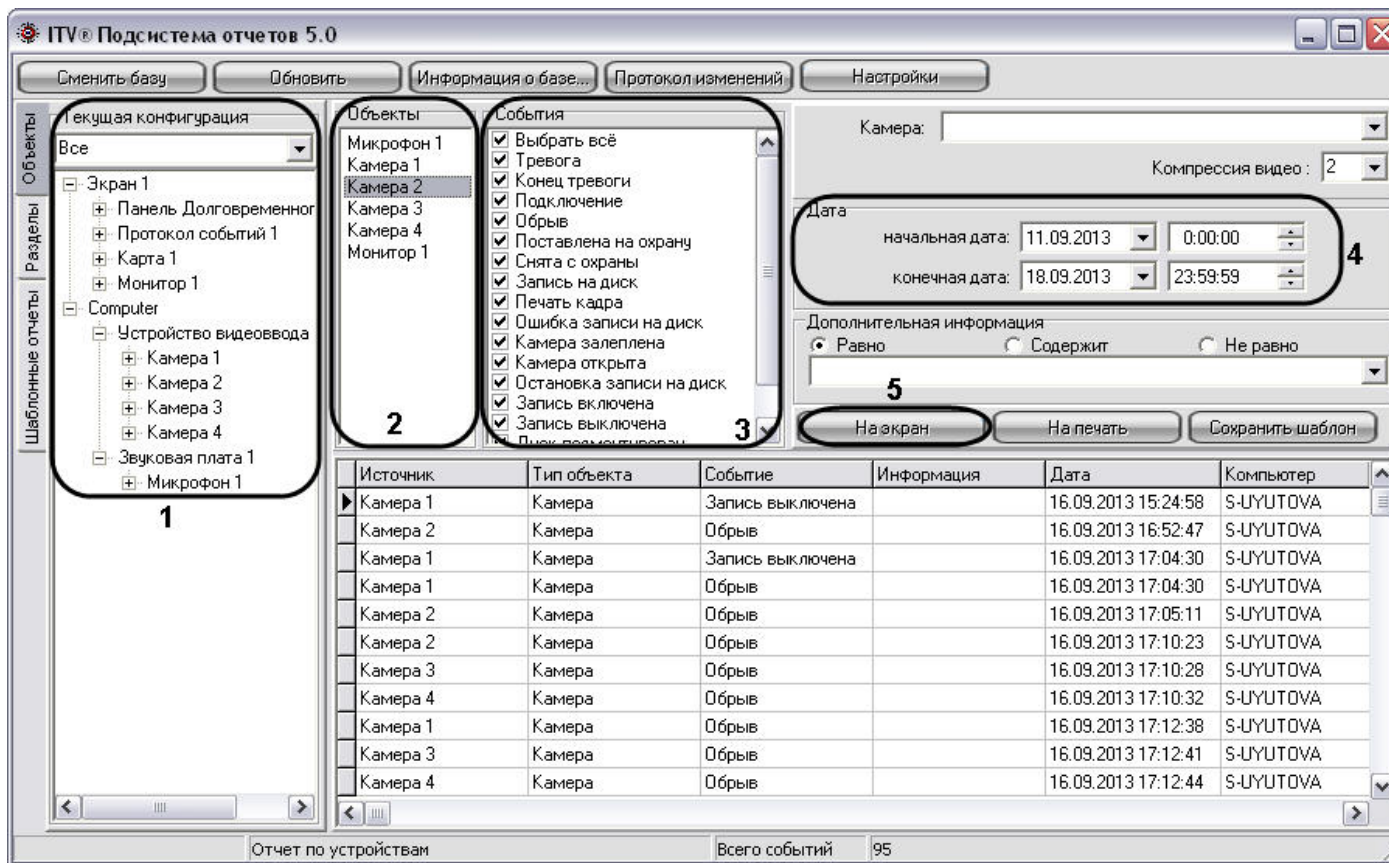 ITV® Подсистема отчетов 5.0
Сменить базу Обновить Информация о базе... Протокол изменений Настройки
Объекты
Разделы
Шаблонные отчеты
Текущая конфигурация
Все
Экран 1
Панель Долговременног
Протокол событий 1
Карта 1
Монитор 1
Computer
Устройство видеоввода
Камера 1
Камера 2
Камера 3
Камера 4
Звуковая плата 1
Микрофон 1
1
Объекты
Микрофон 1
Камера 1
Камера 2
Камера 3
Камера 4
Монитор 1
2
События
Выбрать всё
Тревога
Конец тревоги
Подключение
Обрыв
Поставлена на охрану
Снята с охраны
Запись на диск
Печать кадра
Ошибка записи на диск
Камера залеплена
Камера открыта
Остановка записи на диск
Запись включена
Запись выключена
3
Камера:
Компрессия видео : 2
Дата
начальная дата: 11.09.2013 0:00:00
конечная дата: 18.09.2013 23:59:59
4
Дополнительная информация
Равно Содержит Не равно
5
На экран На печать Сохранить шаблон
Источник Тип объекта Событие Информация Дата Компьютер
Камера 1 Камера Запись выключена 16.09.2013 15:24:58 S-UYUTOVA
Камера 2 Камера Обрыв 16.09.2013 16:52:47 S-UYUTOVA
Камера 1 Камера Запись выключена 16.09.2013 17:04:30 S-UYUTOVA
Камера 1 Камера Обрыв 16.09.2013 17:04:30 S-UYUTOVA
Камера 2 Камера Обрыв 16.09.2013 17:05:11 S-UYUTOVA
Камера 2 Камера Обрыв 16.09.2013 17:10:23 S-UYUTOVA
Камера 3 Камера Обрыв 16.09.2013 17:10:28 S-UYUTOVA
Камера 4 Камера Обрыв 16.09.2013 17:10:32 S-UYUTOVA
Камера 1 Камера Обрыв 16.09.2013 17:12:38 S-UYUTOVA
Камера 3 Камера Обрыв 16.09.2013 17:12:41 S-UYUTOVA
Камера 4 Камера Обрыв 16.09.2013 17:12:44 S-UYUTOVA
Отчет по устройствам Всего событий 95